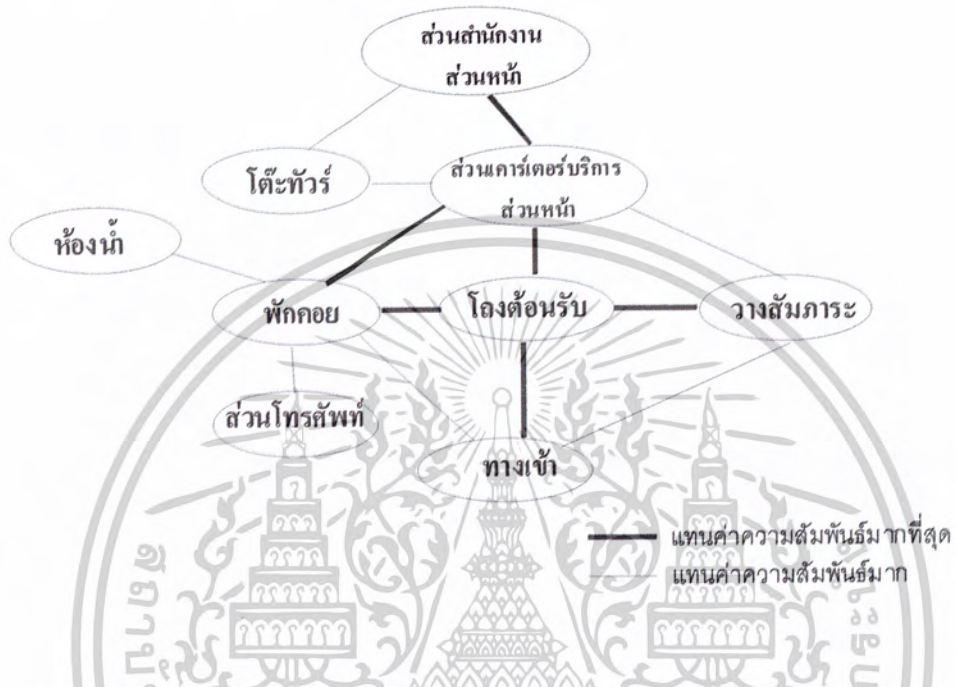 ส่วนสำนักงาน
ส่วนหน้า
โต๊ะทัวร์
ส่วนเคาร์เตอร์บริการ
ส่วนหน้า
ห้องน้ำ
พักคอย
โถงต้อนรับ
วางสัมภาระ
ส่วนโทรศัพท์
ทางเข้า
แทนค่าความสัมพันธ์มากที่สุด
แทนค่าความสัมพันธ์มาก